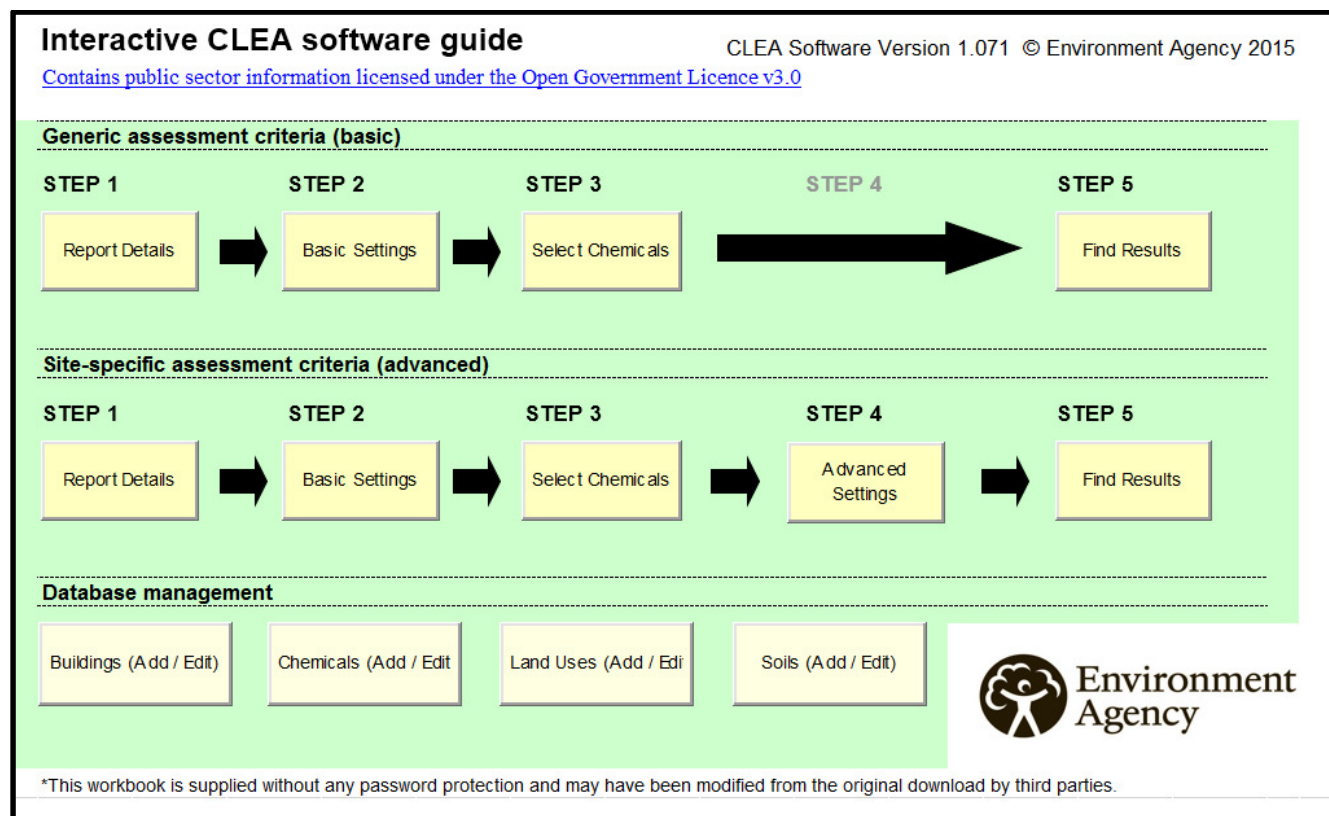 Interactive CLEA software guide
CLEA Software Version 1.071 © Environment Agency 2015
Contains public sector information licensed under the Open Government Licence v3.0
Generic assessment criteria (basic)
STEP 1 STEP 2 STEP 3 STEP 4 STEP 5
Report Details
Basic Settings
Select Chemicals
Find Results
Site-specific assessment criteria (advanced)
STEP 1 STEP 2 STEP 3 STEP 4 STEP 5
Report Details
Basic Settings
Select Chemicals
Advanced
Settings
Find Results
Database management
Buildings (Add / Edit)
Chemicals (Add / Edit
Land Uses (Add / Edi
Soils (Add / Edit)
Environment
Agency
*This workbook is supplied without any password protection and may have been modified from the original download by third parties.